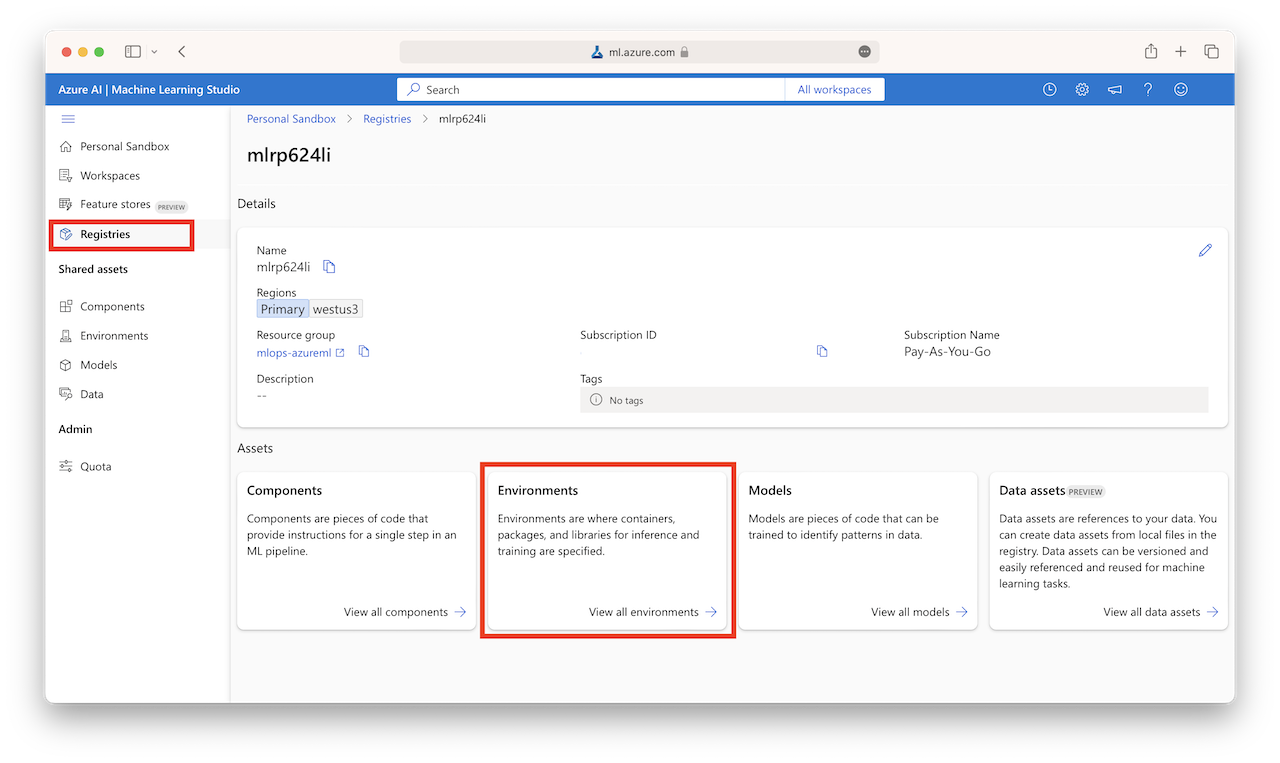 ml.azure.com
Azure AI | Machine Learning Studio
Search
All workspaces
Personal Sandbox
Workspaces
Feature stores PREVIEW
Registries
Shared assets
Components
Environments
Models
Data
Admin
Quota
Personal Sandbox > Registries > mlrp624li
mlrp624li
Details
Name
mlrp624li
Regions
Primary westus3
Resource group
mlops-azureml
Subscription ID
Subscription Name
Pay-As-You-Go
Description
--
Tags
No tags
Assets
Components
Components are pieces of code that
provide instructions for a single step in an
ML pipeline.
View all components
Environments
Environments are where containers,
packages, and libraries for inference and
training are specified.
View all environments
Models
Models are pieces of code that can be
trained to identify patterns in data.
View all models
Data assets PREVIEW
Data assets are references to your data. You
can create data assets from local files in the
registry. Data assets can be versioned and
easily referenced and reused for machine
learning tasks.
View all data assets